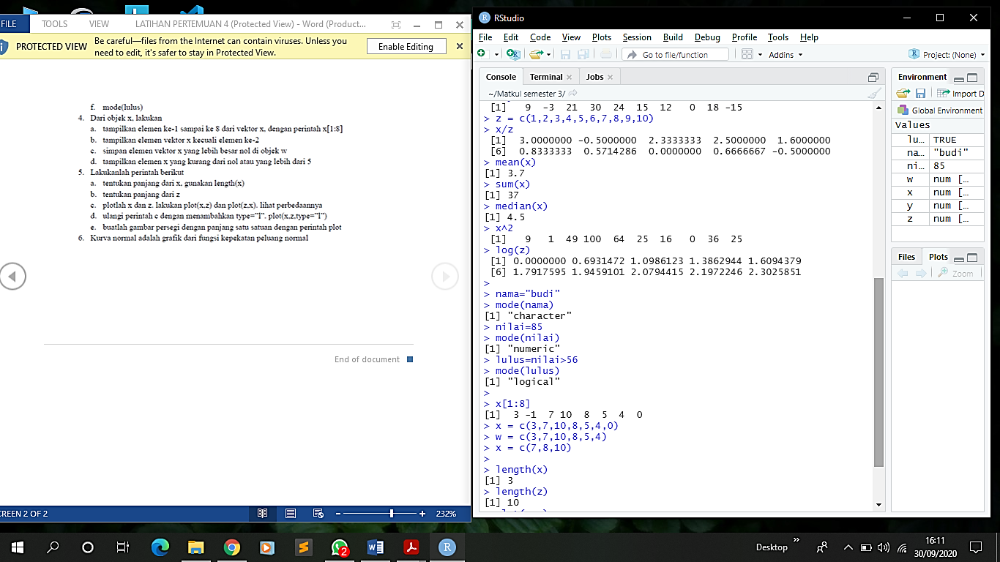 FILE TOOLS VIEW LATIHAN PERTEMUAN 4 (Protected View) - Word (Product...
PROTECTED VIEW Be careful—files from the Internet can contain viruses. Unless you need to edit, it's safer to stay in Protected View. Enable Editing
f. mode(lulus)
4. Dari objek x, lakukan
a. tampilkan elemen ke-1 sampai ke 8 dari vektor x, dengan perintah x[1:8]
b. tampilkan elemen vektor x kecuali elemen ke-2
c. simpan elemen vektor x yang lebih besar nol di objek w
d. tampilkan elemen x yang kurang dari nol atau yang lebih dari 5
5. Lakukanlah perintah berikut
a. tentukan panjang dari x, gunakan length(x)
b. tentukan panjang dari z
c. plotlah x dan z, lakukan plot(x,z) dan plot(z,x), lihat perbedaannya
d. ulangi perintah c dengan menambahkan type="l", plot(x,z,type="l")
e. buatlah gambar persegi dengan panjang satu satuan dengan perintah plot
6. Kurva normal adalah grafik dari fungsi kepekatan peluang normal
End of document
CREEN 2 OF 2 232%
RStudio
File Edit Code View Plots Session Build Debug Profile Tools Help
Go to file/function Addins Project: (None)
Console Terminal Jobs
~/Matkul semester 3/
[1] 9 -3 21 30 24 15 12 0 18 -15
> z = c(1,2,3,4,5,6,7,8,9,10)
> x/z
[1] 3.0000000 -0.5000000 2.3333333 2.5000000 1.6000000
[6] 0.8333333 0.5714286 0.0000000 0.6666667 -0.5000000
> mean(x)
[1] 3.7
> sum(x)
[1] 37
> median(x)
[1] 4.5
> x^2
[1] 9 1 49 100 64 25 16 0 36 25
> log(z)
[1] 0.0000000 0.6931472 1.0986123 1.3862944 1.6094379
[6] 1.7917595 1.9459101 2.0794415 2.1972246 2.3025851
>
> nama="budi"
> mode(nama)
[1] "character"
> nilai=85
> mode(nilai)
[1] "numeric"
> lulus=nilai>56
> mode(lulus)
[1] "logical"
>
> x[1:8]
[1] 3 -1 7 10 8 5 4 0
> x = c(3,7,10,8,5,4,0)
> w = c(3,7,10,8,5,4)
> x = c(7,8,10)
>
> length(x)
[1] 3
> length(z)
[1] 10
Environment
Import D
Global Environment
Values
lu… TRUE
na… "budi"
ni… 85
w num […
x num […
y num […
z num […
Files Plots
Zoom
2
Desktop
16:11
30/09/2020